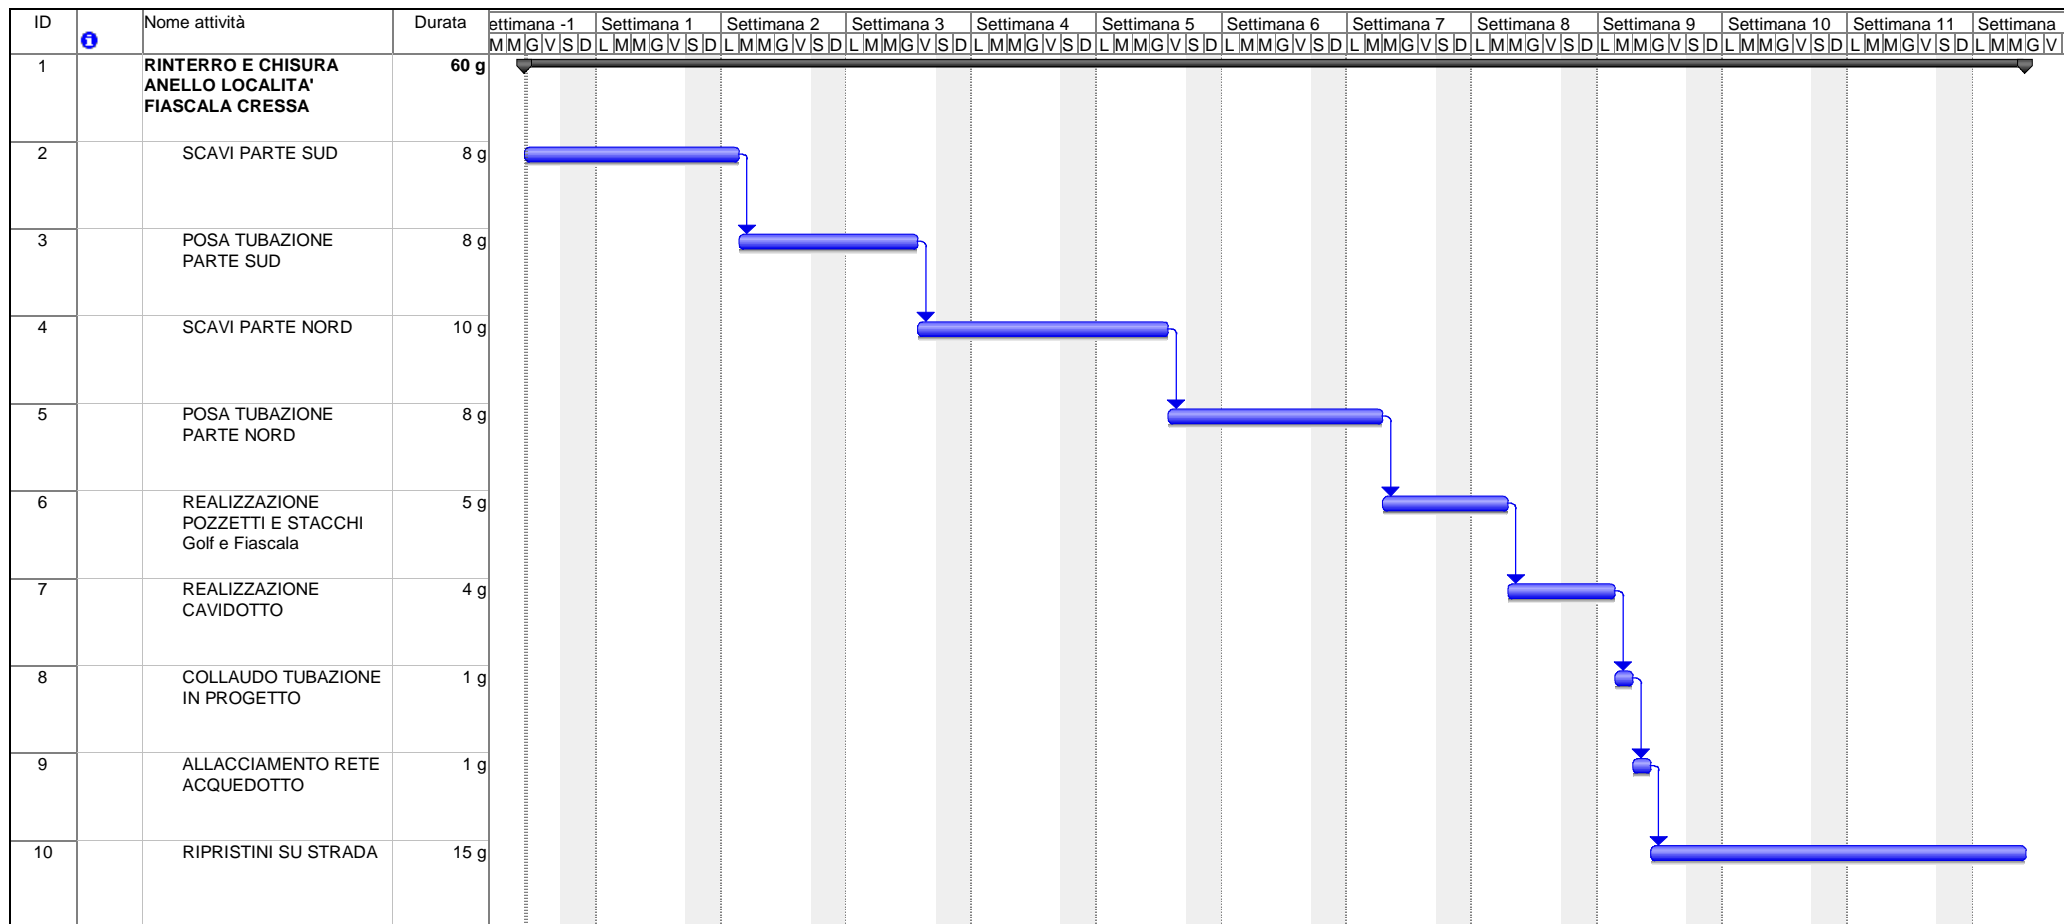 ID Nome attività Durata ettimana -1 Settimana 1 Settimana 2 Settimana 3 Settimana 4 Settimana 5 Settimana 6 Settimana 7 Settimana 8 Settimana 9 Settimana 10 Settimana 11 Settimana
M M G V S D L M M G V S D L M M G V S D L M M G V S D L M M G V S D L M M G V S D L M M G V S D L M M G V S D L M M G V S D L M M G V S D L M M G V S D L M M G V S D L M M G V
1 RINTERRO E CHISURA 60 g
ANELLO LOCALITA'
FIASCALA CRESSA
2 SCAVI PARTE SUD 8 g
3 POSA TUBAZIONE 8 g
PARTE SUD
4 SCAVI PARTE NORD 10 g
5 POSA TUBAZIONE 8 g
PARTE NORD
6 REALIZZAZIONE 5 g
POZZETTI E STACCHI
Golf e Fiascala
7 REALIZZAZIONE 4 g
CAVIDOTTO
8 COLLAUDO TUBAZIONE 1 g
IN PROGETTO
9 ALLACCIAMENTO RETE 1 g
ACQUEDOTTO
10 RIPRISTINI SU STRADA 15 g